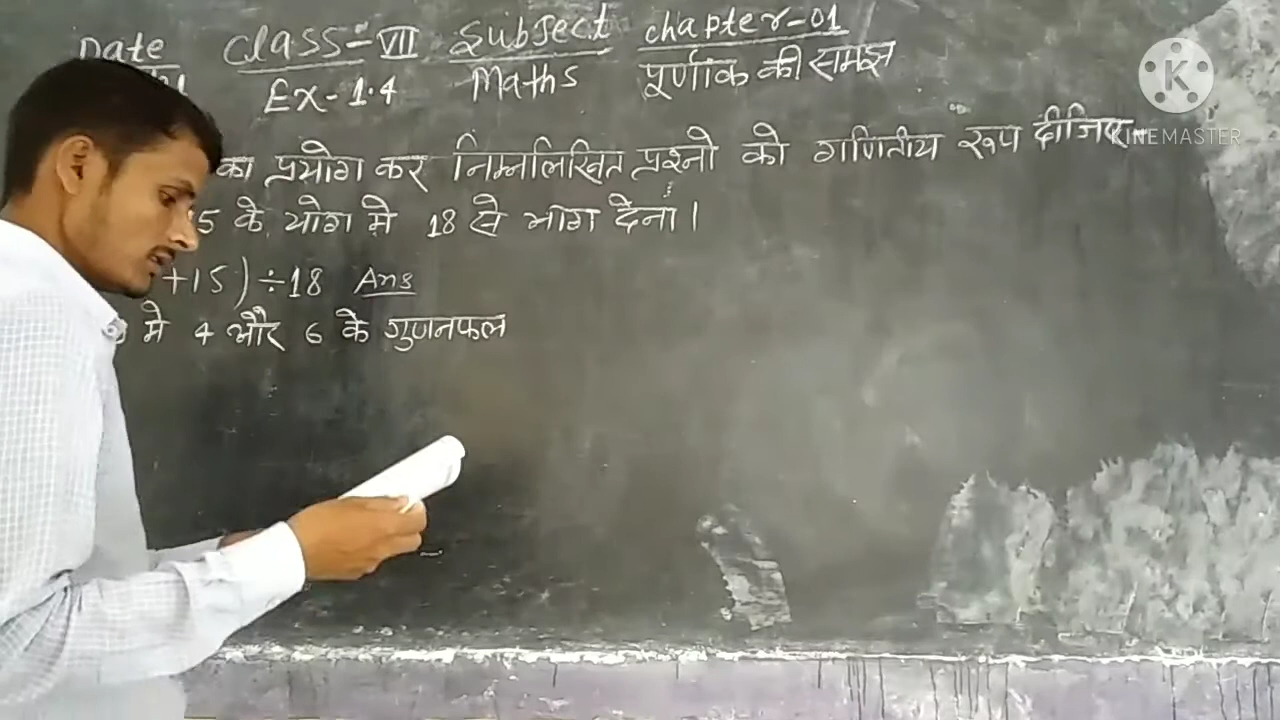 Date Class-VII Subject Chapter-01
Ex-1.4 Maths पूर्णांक की समझ
का प्रयोग कर निम्नलिखित प्रश्नो को गणितीय रूप दीजिए
5 के योग मे 18 से भाग देना।
+15) ÷ 18 Ans
मे 4 और 6 के गुणनफल
K
KINEMASTER